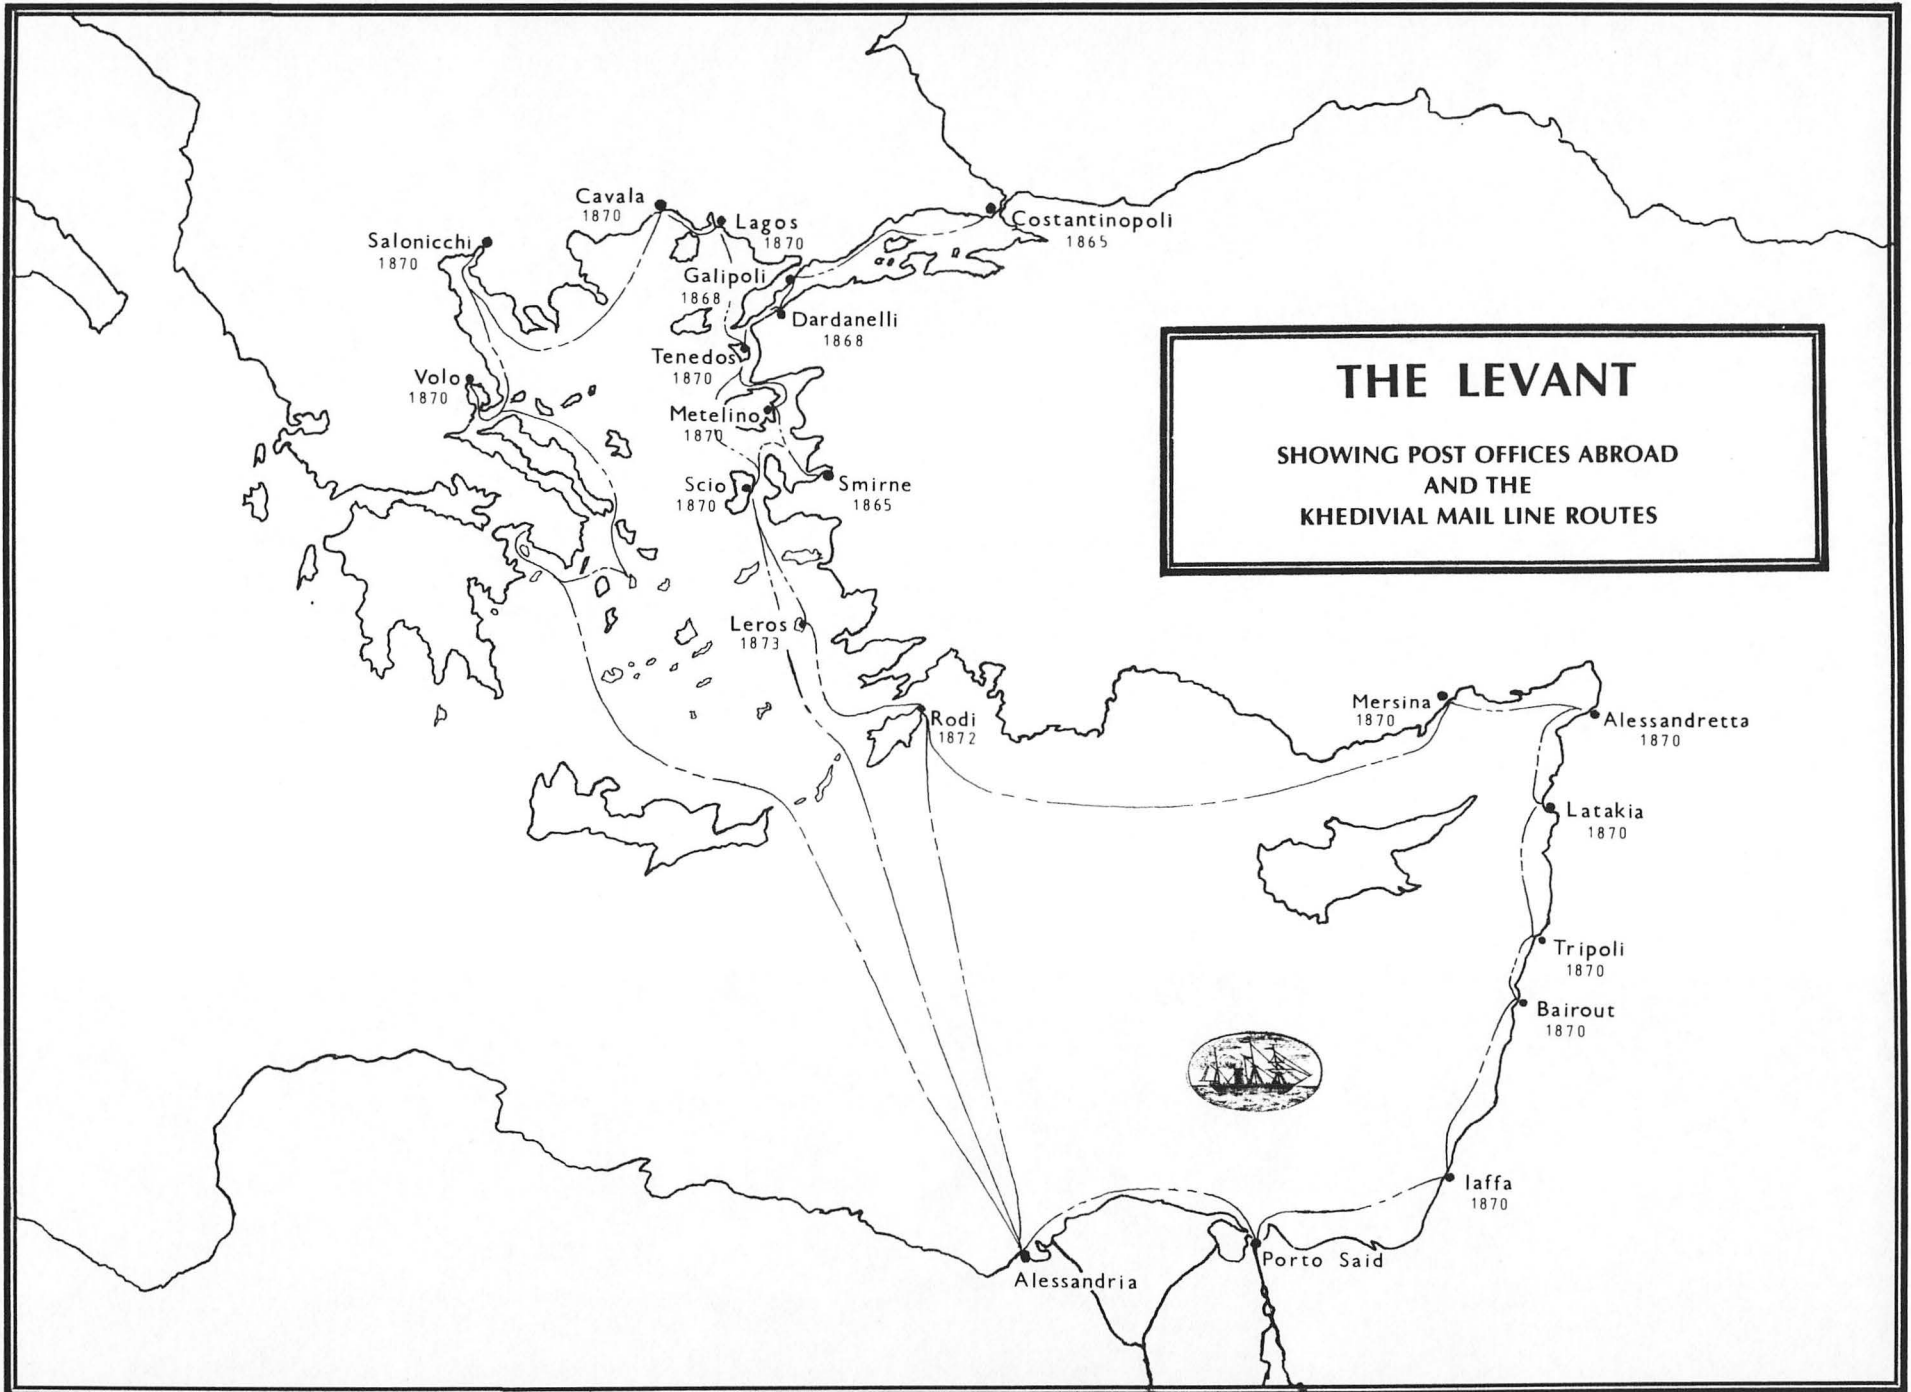 Cavala
1870
Lagos
1870
Costantinopoli
1865
Salonicchi
1870
Galipoli
1868
Dardanelli
1868
Tenedos
1870
Volo
1870
Metelino
1870
Scio
1870
Smirne
1865
THE LEVANT
SHOWING POST OFFICES ABROAD
AND THE
KHEDIVIAL MAIL LINE ROUTES
Leros
1873
Rodi
1872
Mersina
1870
Alessandretta
1870
Latakia
1870
Tripoli
1870
Bairout
1870
Iaffa
1870
Porto Said
Alessandria